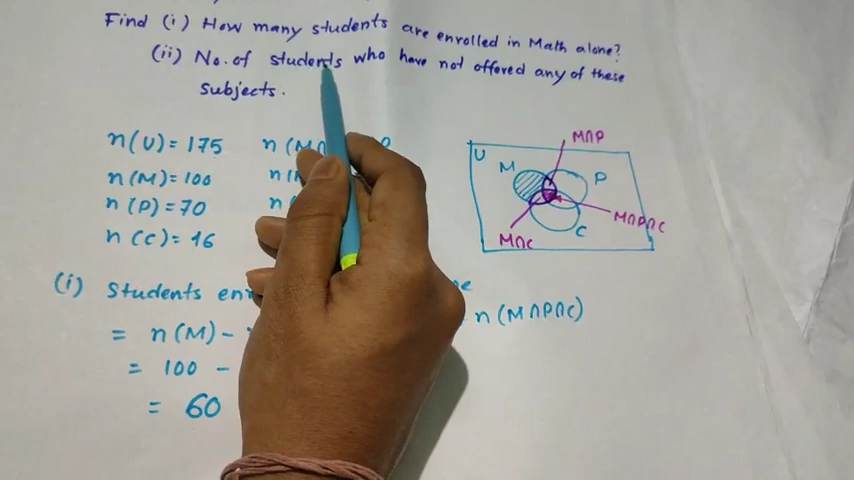 Find (i) How many students are enrolled in Math alone?
(ii) No. of students who have not offered any of these
subjects.
n(U) = 175
n(M) = 100
n(P) = 70
n(C) = 16
U
M
P
C
M∩P
M∩P∩C
M∩C
(i) Students
= n(M) -
n(M∩P∩C)
= 100 -
= 60